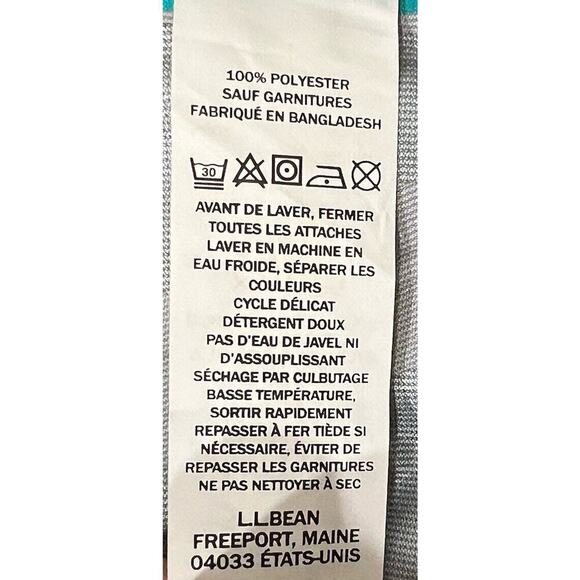 100% POLYESTER
SAUF GARNITURES
FABRIQUÉ EN BANGLADESH
30
AVANT DE LAVER, FERMER
TOUTES LES ATTACHES
LAVER EN MACHINE EN
EAU FROIDE, SÉPARER LES
COULEURS
CYCLE DÉLICAT
DÉTERGENT DOUX
PAS D'EAU DE JAVEL NI
D'ASSOUPLISSANT
SÉCHAGE PAR CULBUTAGE
BASSE TEMPÉRATURE,
SORTIR RAPIDEMENT
REPASSER À FER TIÈDE SI
NÉCESSAIRE, ÉVITER DE
REPASSER LES GARNITURES
NE PAS NETTOYER À SEC
L.L.BEAN
FREEPORT, MAINE
04033 ÉTATS-UNIS